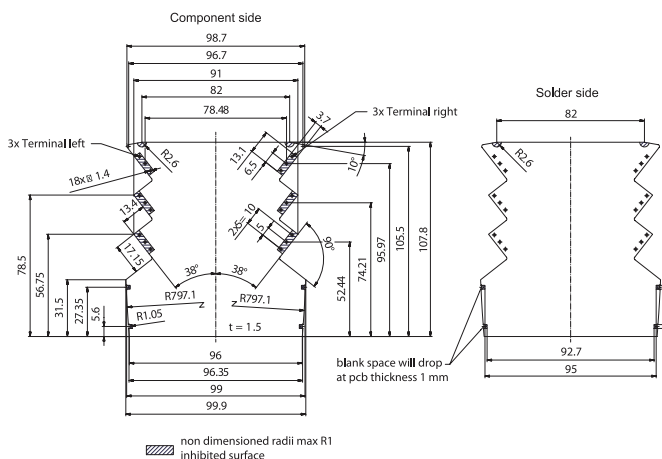 Component side
98.7
96.7
91
82
78.48
3x Terminal left
3x Terminal right
3.7
13.1
6.5
10°
R2.6
18x 1.4
13.4
17.15
2x5= 10
5
90°
38°
38°
R797.1
R797.1
z
z
R1.05
t = 1.5
78.5
56.75
31.5
27.35
5.6
52.44
74.21
95.97
105.5
107.8
96
96.35
99
99.9
Solder side
82
R2.6
blank space will drop
at pcb thickness 1 mm
92.7
95
non dimensioned radii max R1
inhibited surface